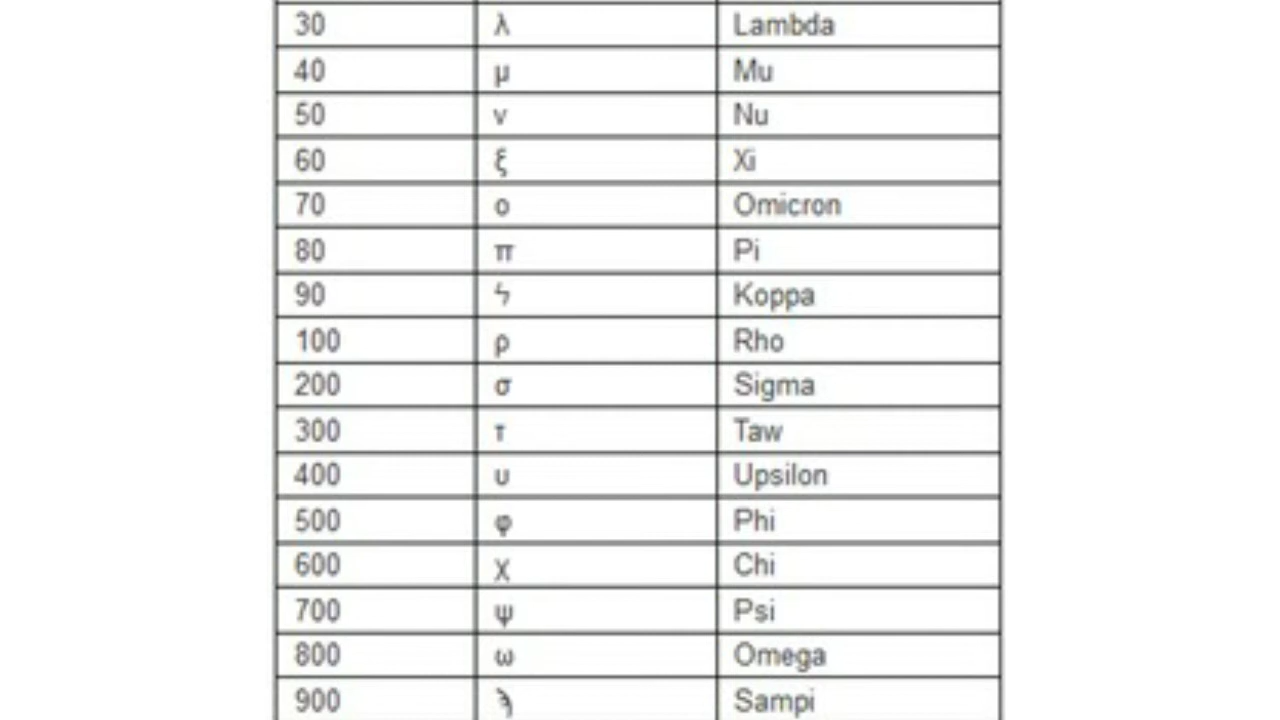 30 λ Lambda
40 μ Mu
50 ν Nu
60 ξ Xi
70 ο Omicron
80 π Pi
90 ϟ Koppa
100 ρ Rho
200 σ Sigma
300 τ Taw
400 υ Upsilon
500 φ Phi
600 χ Chi
700 ψ Psi
800 ω Omega
900 ϡ Sampi